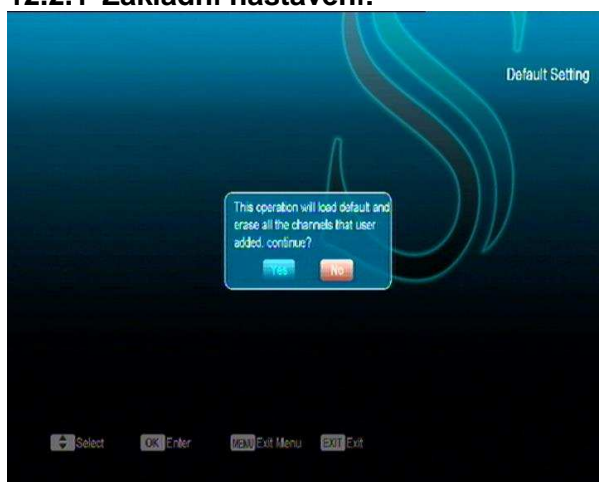 12.2.1 Základní nastavení:
Default Setting
This operation will load default and
erase all the channels that user
added, continue?
Yes No
Select OK Enter MENU Exit Menu EXIT Exit